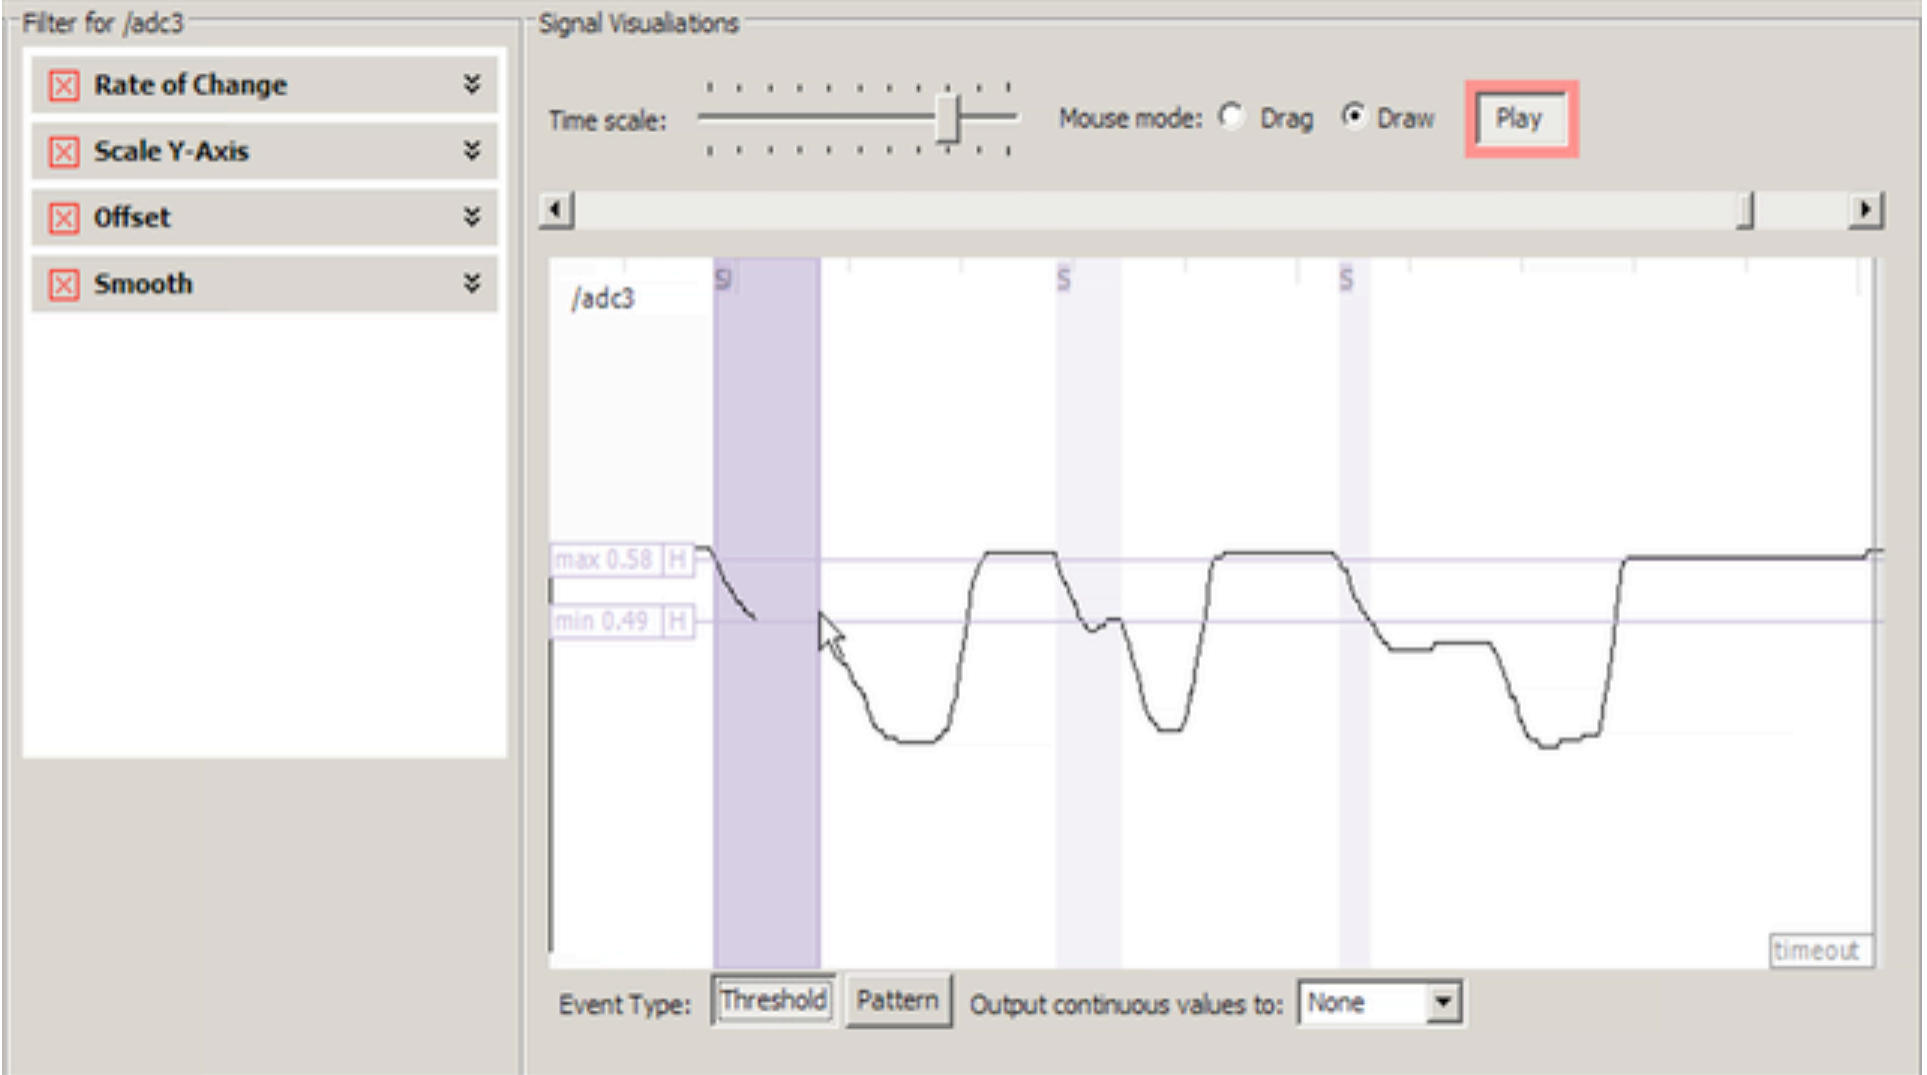 Filter for /adc3
Rate of Change
Scale Y-Axis
Offset
Smooth
Signal Visualiations
Time scale:
Mouse mode: Drag Draw Play
S S S
/adc3
max 0.58 H
min 0.49 H
timeout
Event Type: Threshold Pattern Output continuous values to: None